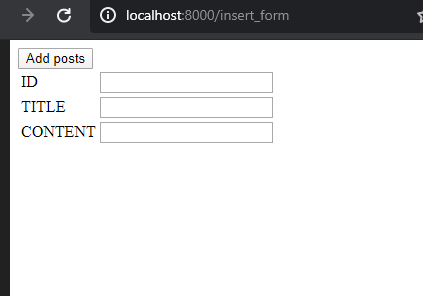 localhost:8000/insert_form
Add posts
ID
TITLE
CONTENT